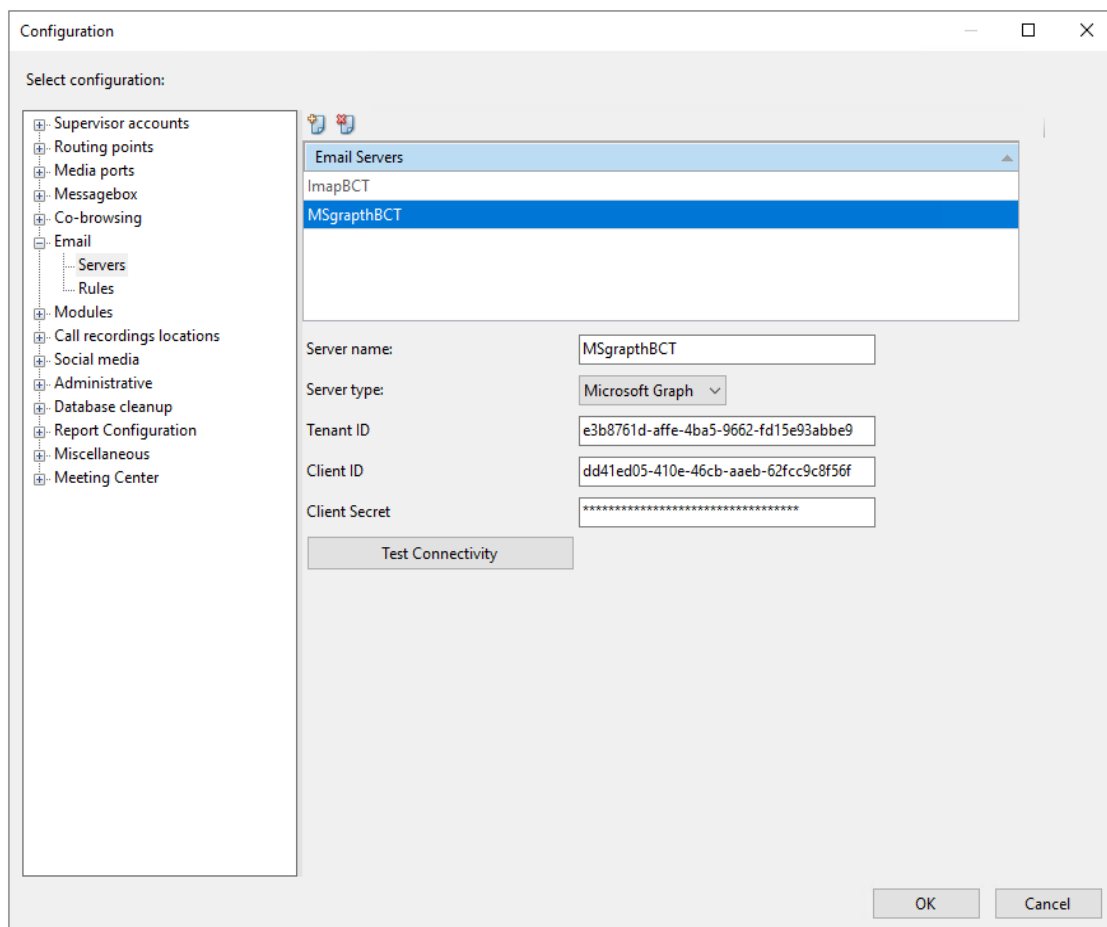 Configuration
Select configuration:
Supervisor accounts
Routing points
Media ports
Messagebox
Co-browsing
Email
Servers
Rules
Modules
Call recordings locations
Social media
Administrative
Database cleanup
Report Configuration
Miscellaneous
Meeting Center
Email Servers
ImapBCT
MSgrapthBCT
Server name: MSgrapthBCT
Server type: Microsoft Graph
Tenant ID e3b8761d-affe-4ba5-9662-fd15e93abbe9
Client ID dd41ed05-410e-46cb-aaeb-62fcc9c8f56f
Client Secret **********************************
Test Connectivity
OK Cancel